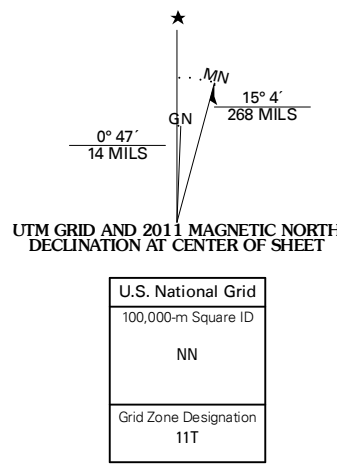 MN
GN
15° 4´
268 MILS
0° 47´
14 MILS
UTM GRID AND 2011 MAGNETIC NORTH
DECLINATION AT CENTER OF SHEET
U.S. National Grid
100,000-m Square ID
NN
Grid Zone Designation
11T